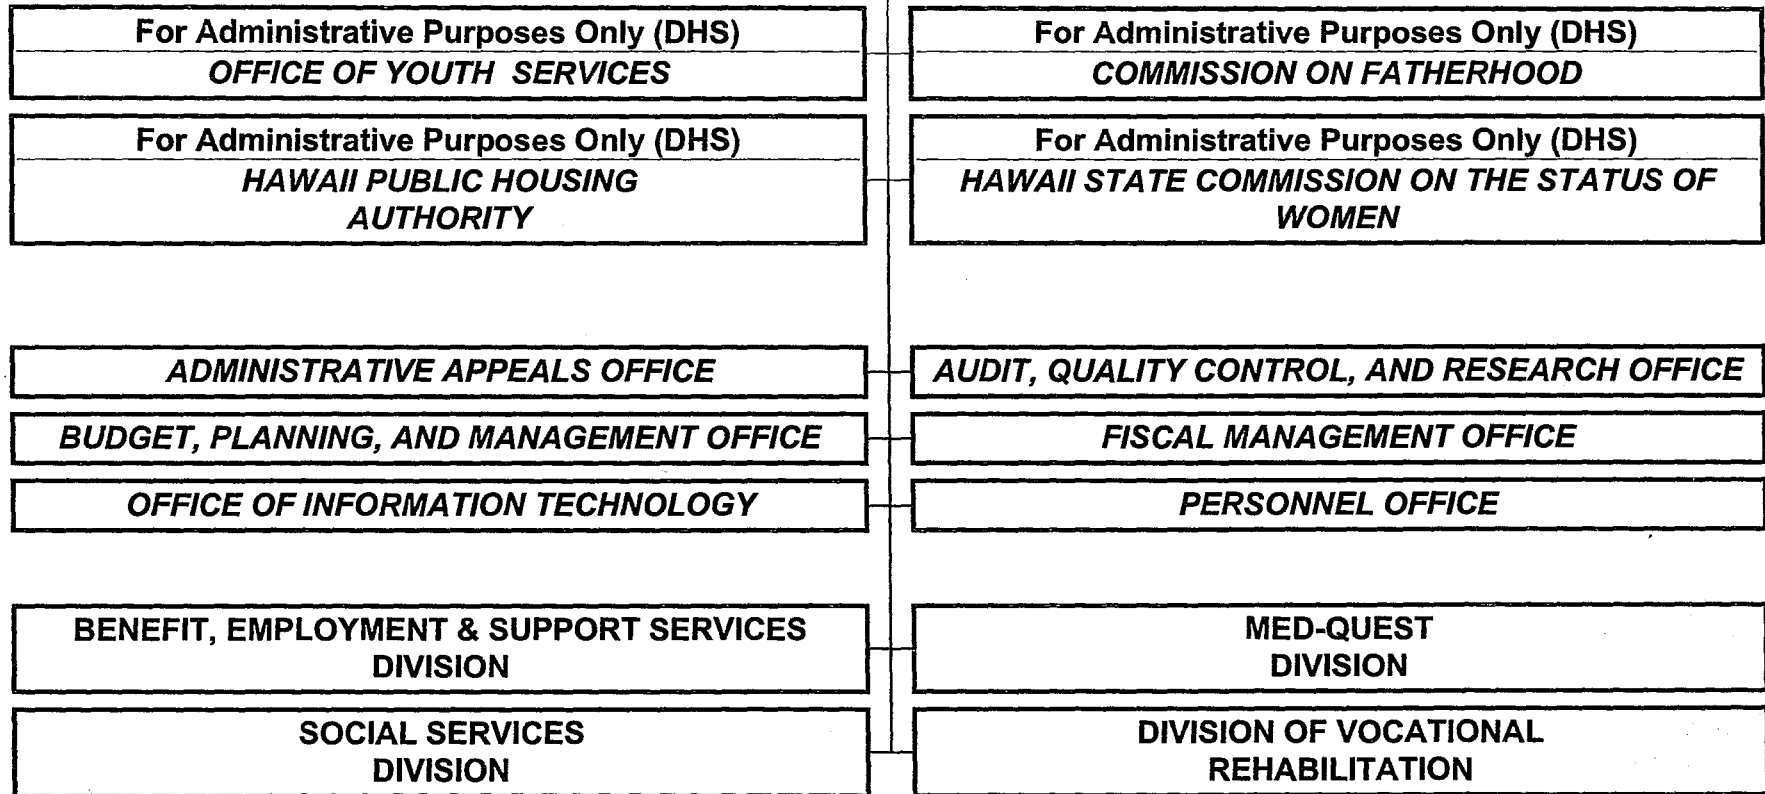 For Administrative Purposes Only (DHS)
OFFICE OF YOUTH SERVICES
For Administrative Purposes Only (DHS)
COMMISSION ON FATHERHOOD
For Administrative Purposes Only (DHS)
HAWAII PUBLIC HOUSING
AUTHORITY
For Administrative Purposes Only (DHS)
HAWAII STATE COMMISSION ON THE STATUS OF
WOMEN
ADMINISTRATIVE APPEALS OFFICE
AUDIT, QUALITY CONTROL, AND RESEARCH OFFICE
BUDGET, PLANNING, AND MANAGEMENT OFFICE
FISCAL MANAGEMENT OFFICE
OFFICE OF INFORMATION TECHNOLOGY
PERSONNEL OFFICE
BENEFIT, EMPLOYMENT & SUPPORT SERVICES
DIVISION
MED-QUEST
DIVISION
SOCIAL SERVICES
DIVISION
DIVISION OF VOCATIONAL
REHABILITATION